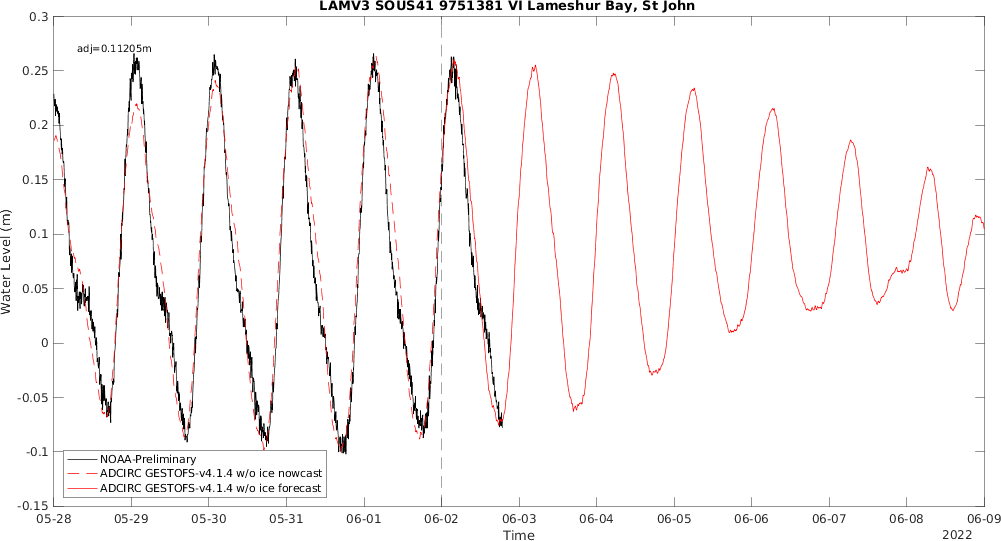 LAMV3 SOUS41 9751381 VI Lameshur Bay, St John
adj=0.11205m
0.3
0.25
0.2
0.15
0.1
0.05
0
-0.05
-0.1
-0.15
Water Level (m)
NOAA-Preliminary
ADCIRC GESTOFS-v4.1.4 w/o ice nowcast
ADCIRC GESTOFS-v4.1.4 w/o ice forecast
05-28 05-29 05-30 05-31 06-01 06-02 06-03 06-04 06-05 06-06 06-07 06-08 06-09
Time
2022